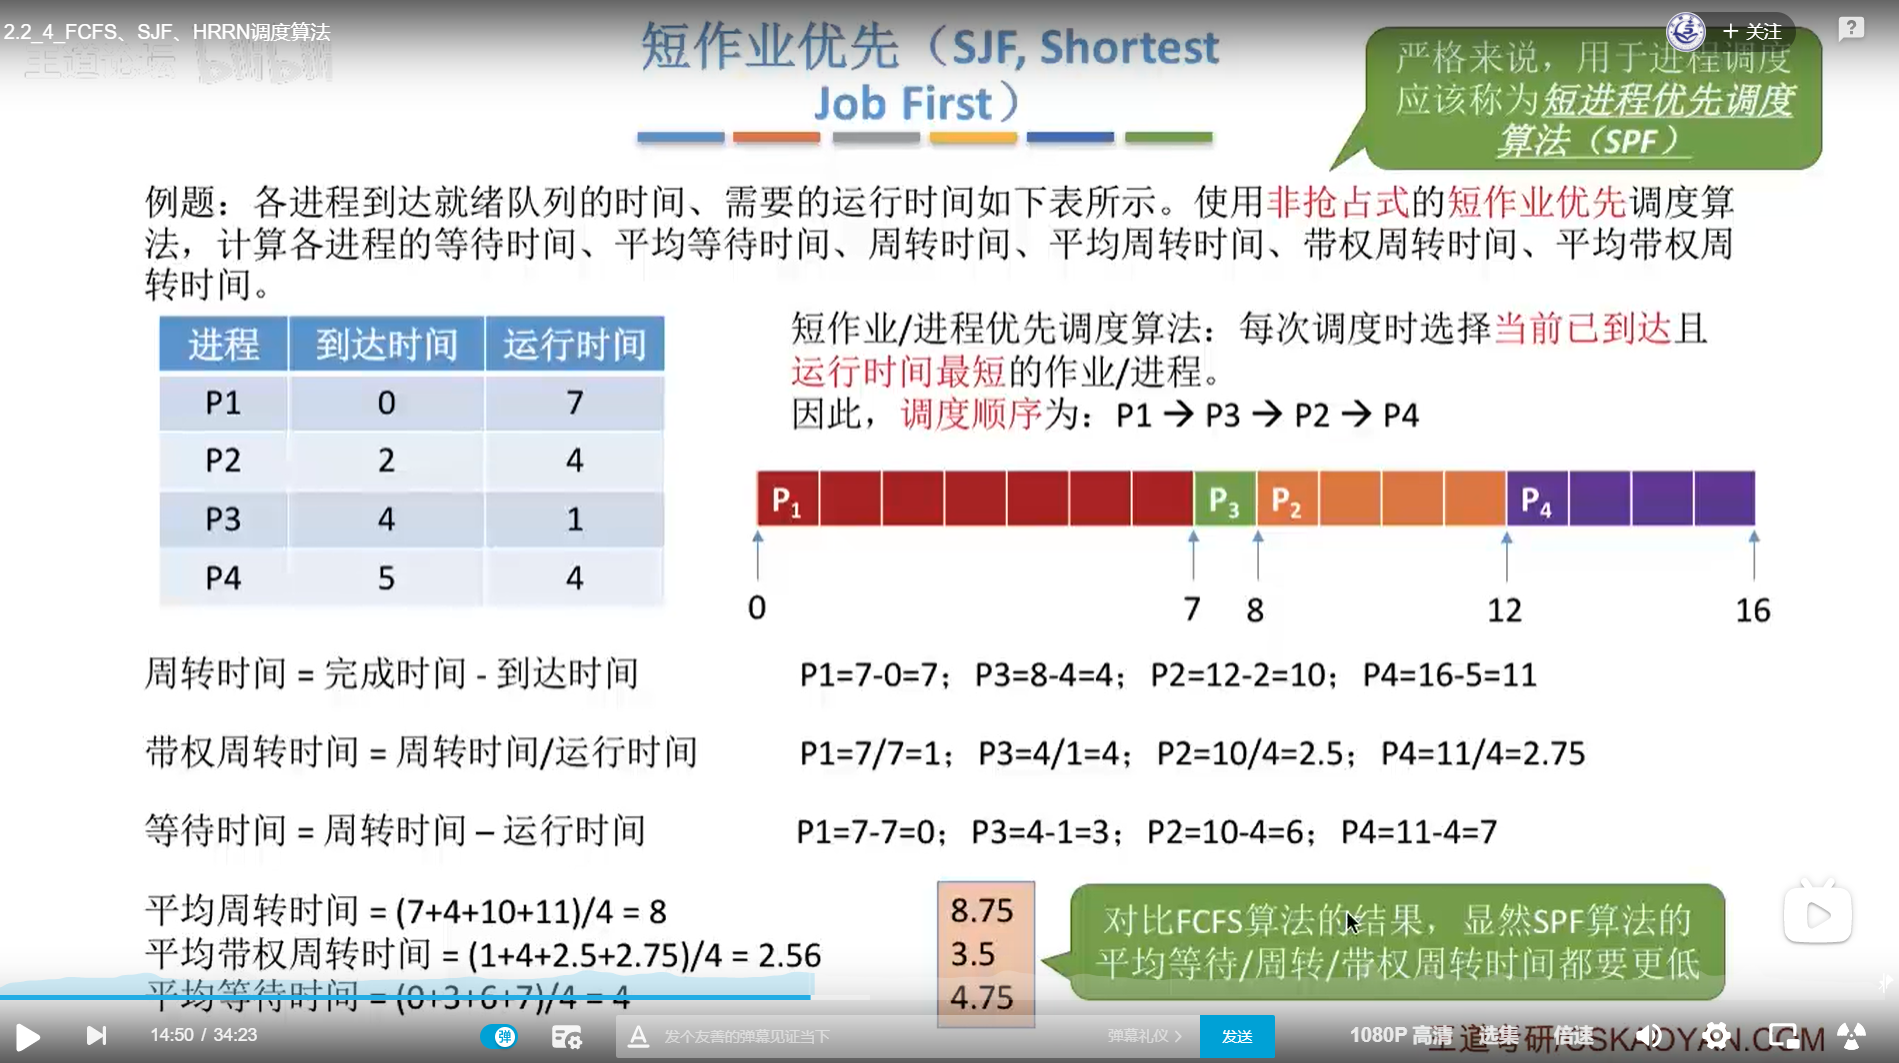 2.2_4_FCFS、SJF、HRRN调度算法
王道论坛 bilibili
短作业优先（SJF, Shortest
Job First）
+ 关注
严格来说，用于进程调度
应该称为短进程优先调度
算法（SPF）
例题：各进程到达就绪队列的时间、需要的运行时间如下表所示。使用非抢占式的短作业优先调度算
法，计算各进程的等待时间、平均等待时间、周转时间、平均周转时间、带权周转时间、平均带权周
转时间。
进程 到达时间 运行时间
P1 0 7
P2 2 4
P3 4 1
P4 5 4
短作业/进程优先调度算法：每次调度时选择当前已到达且
运行时间最短的作业/进程。
因此，调度顺序为：P1 → P3 → P2 → P4
P1 P3 P2 P4
0 7 8 12 16
周转时间 = 完成时间 - 到达时间
P1=7-0=7；P3=8-4=4；P2=12-2=10；P4=16-5=11
带权周转时间 = 周转时间/运行时间
P1=7/7=1；P3=4/1=4；P2=10/4=2.5；P4=11/4=2.75
等待时间 = 周转时间 – 运行时间
P1=7-7=0；P3=4-1=3；P2=10-4=6；P4=11-4=7
平均周转时间 = (7+4+10+11)/4 = 8
平均带权周转时间 = (1+4+2.5+2.75)/4 = 2.56
平均等待时间 = (0+3+6+7)/4 = 4
8.75
3.5
4.75
对比FCFS算法的结果，显然SPF算法的
平均等待/周转/带权周转时间都要更低
14:50 / 34:23
弹
发个友善的弹幕见证当下
弹幕礼仪 >
发送
1080P 高清
选集
倍速
王道考研/CSKAOYAN.COM